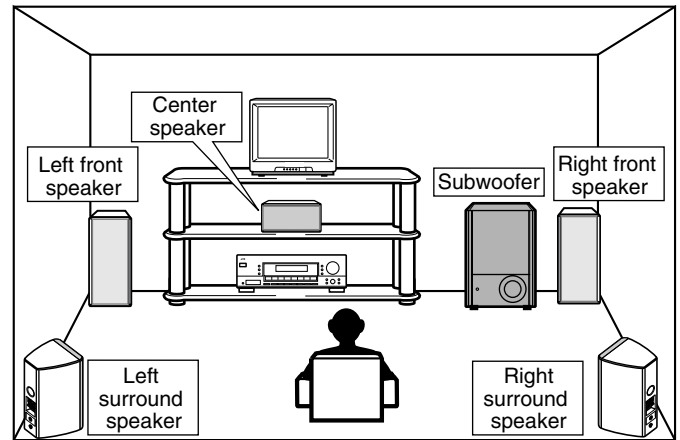 Center
speaker
Left front
speaker
Subwoofer
Right front
speaker
Left
surround
speaker
Right
surround
speaker